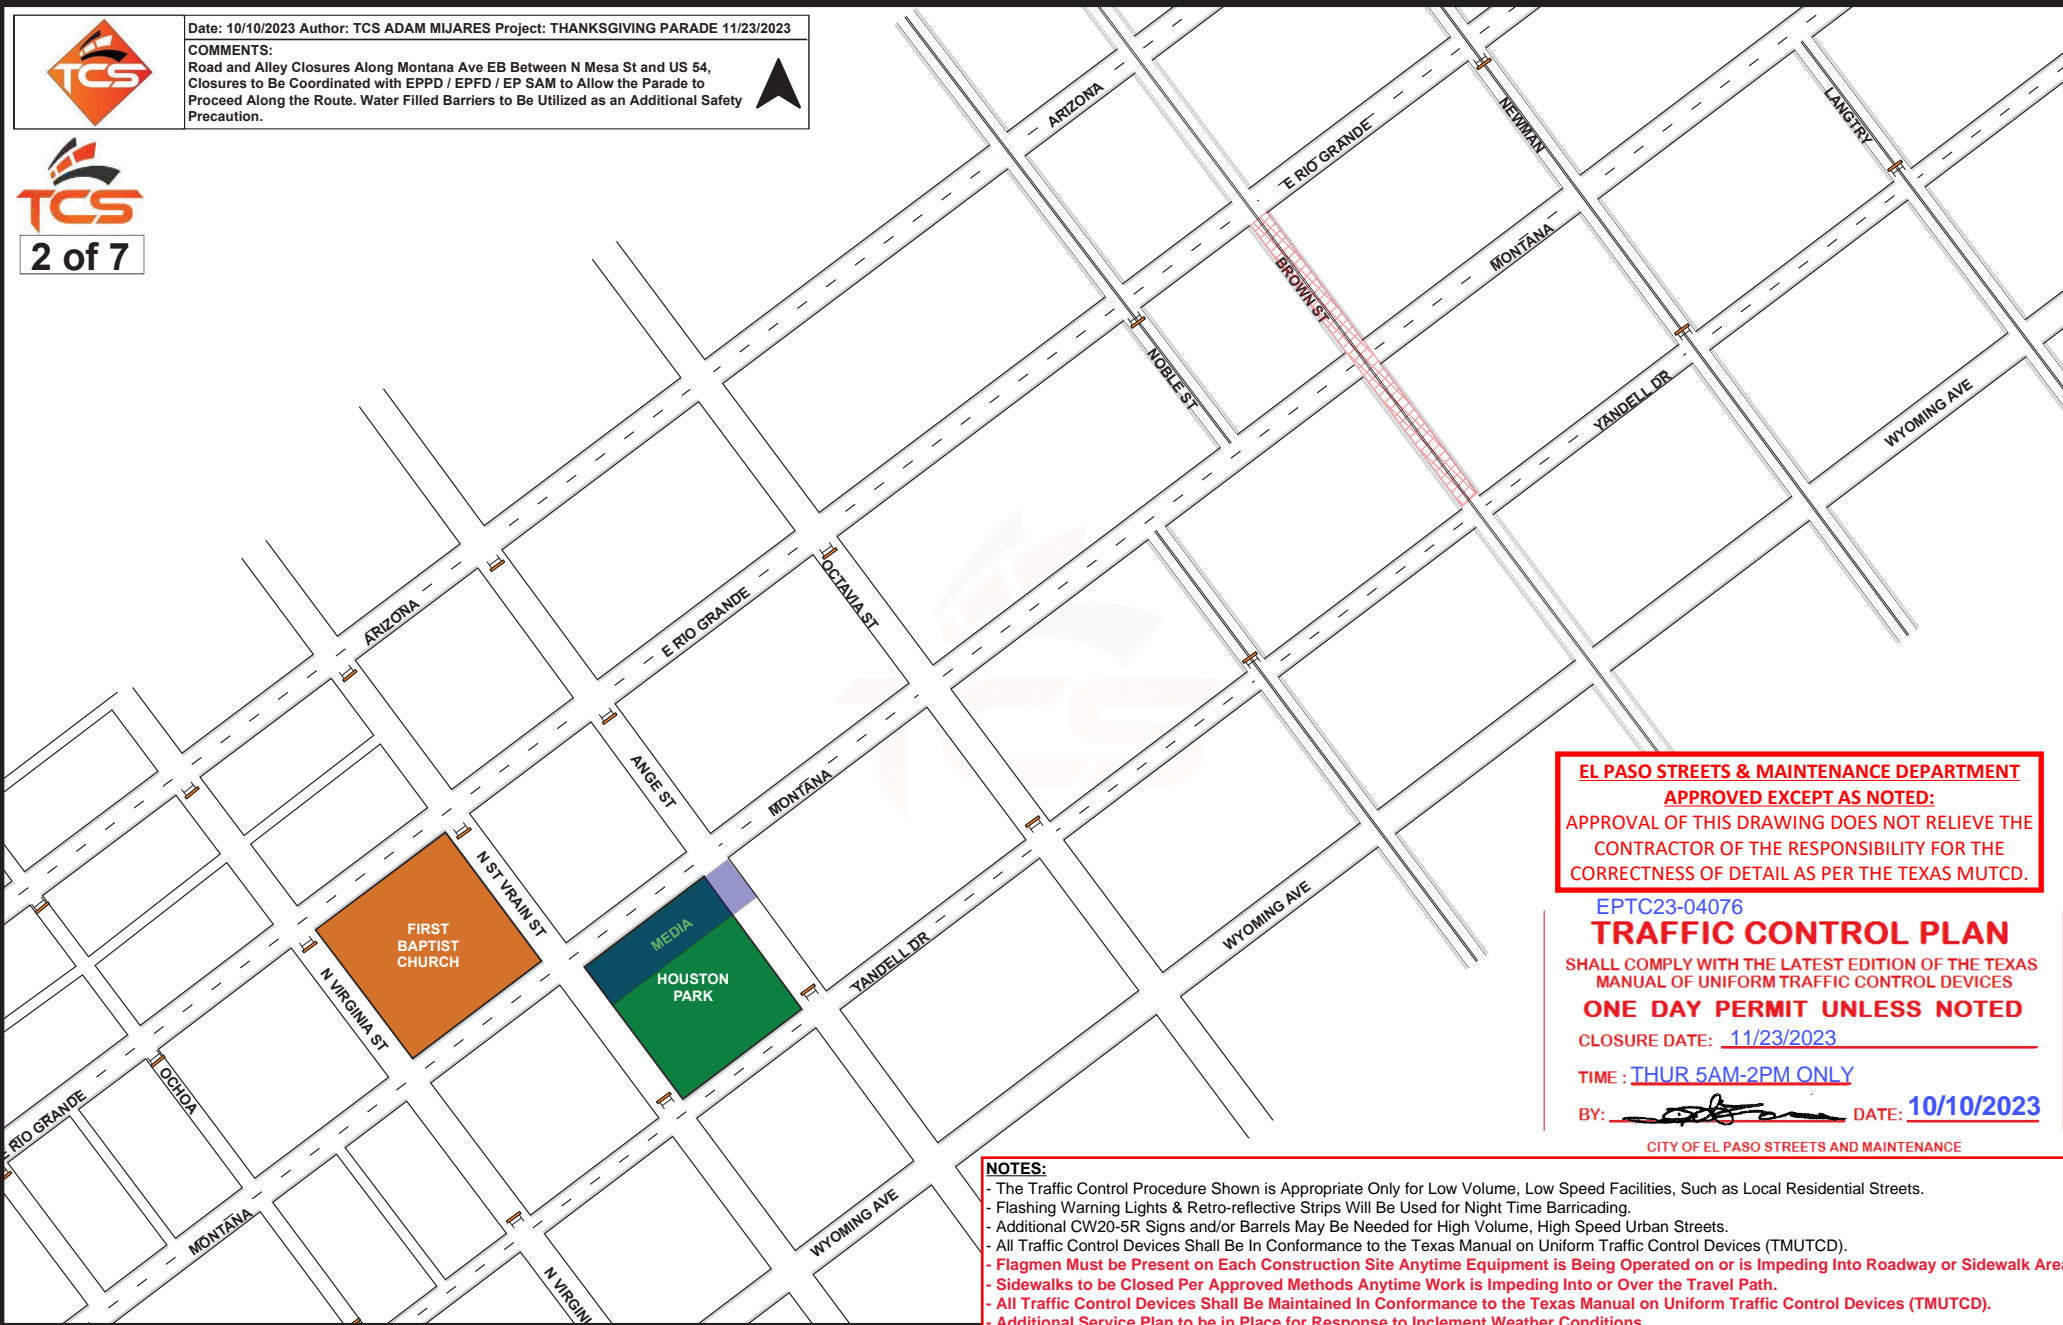 TCS
Date: 10/10/2023 Author: TCS ADAM MIJARES Project: THANKSGIVING PARADE 11/23/2023
COMMENTS:
Road and Alley Closures Along Montana Ave EB Between N Mesa St and US 54,
Closures to Be Coordinated with EPPD / EPFD / EP SAM to Allow the Parade to
Proceed Along the Route. Water Filled Barriers to Be Utilized as an Additional Safety
Precaution.
TCS
2 of 7
ARIZONA
E RIO GRANDE
NEWMAN
LANGTRY
MONTANA
BROWN ST
NOBLE ST
YANDELL DR
WYOMING AVE
ARIZONA
E RIO GRANDE
OCTAVIA ST
TCS
ANGE ST
MONTANA
N ST VRAIN ST
FIRST
BAPTIST
CHURCH
MEDIA
HOUSTON
PARK
YANDELL DR
WYOMING AVE
N VIRGINIA ST
OCHOA
E RIO GRANDE
MONTANA
WYOMING AVE
N VIRGINI
EL PASO STREETS & MAINTENANCE DEPARTMENT
APPROVED EXCEPT AS NOTED:
APPROVAL OF THIS DRAWING DOES NOT RELIEVE THE
CONTRACTOR OF THE RESPONSIBILITY FOR THE
CORRECTNESS OF DETAIL AS PER THE TEXAS MUTCD.
EPTC23-04076
TRAFFIC CONTROL PLAN
SHALL COMPLY WITH THE LATEST EDITION OF THE TEXAS
MANUAL OF UNIFORM TRAFFIC CONTROL DEVICES
ONE DAY PERMIT UNLESS NOTED
CLOSURE DATE: 11/23/2023
TIME : THUR 5AM-2PM ONLY
BY: DATE: 10/10/2023
CITY OF EL PASO STREETS AND MAINTENANCE
NOTES:
- The Traffic Control Procedure Shown is Appropriate Only for Low Volume, Low Speed Facilities, Such as Local Residential Streets.
- Flashing Warning Lights & Retro-reflective Strips Will Be Used for Night Time Barricading.
- Additional CW20-5R Signs and/or Barrels May Be Needed for High Volume, High Speed Urban Streets.
- All Traffic Control Devices Shall Be In Conformance to the Texas Manual on Uniform Traffic Control Devices (TMUTCD).
- Flagmen Must be Present on Each Construction Site Anytime Equipment is Being Operated on or is Impeding Into Roadway or Sidewalk Area
- Sidewalks to be Closed Per Approved Methods Anytime Work is Impeding Into or Over the Travel Path.
- All Traffic Control Devices Shall Be Maintained In Conformance to the Texas Manual on Uniform Traffic Control Devices (TMUTCD).
- Additional Service Plan to be in Place for Response to Inclement Weather Conditions